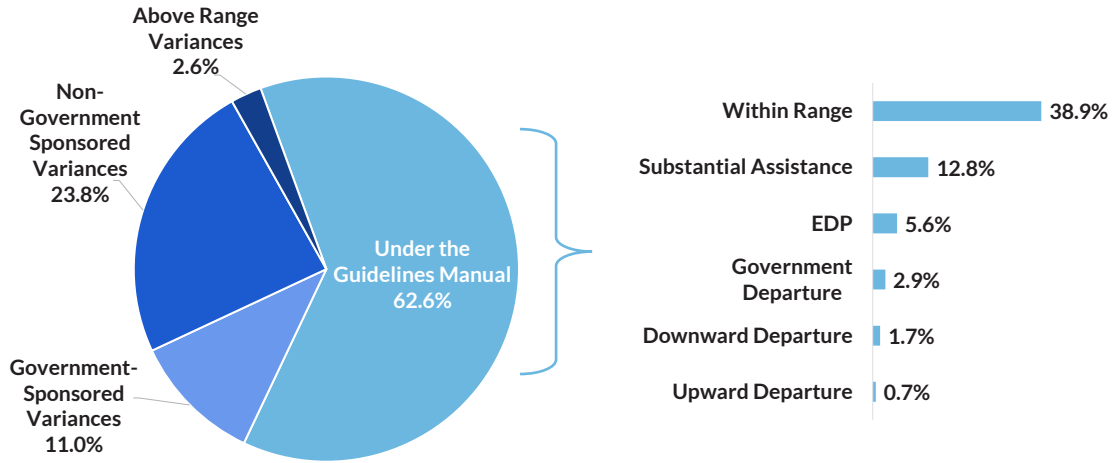 Above Range
Variances
2.6%
Non-
Government
Sponsored
Variances
23.8%
Under the
Guidelines Manual
62.6%
Government-
Sponsored
Variances
11.0%
Within Range 38.9%
Substantial Assistance 12.8%
EDP 5.6%
Government
Departure 2.9%
Downward Departure 1.7%
Upward Departure 0.7%